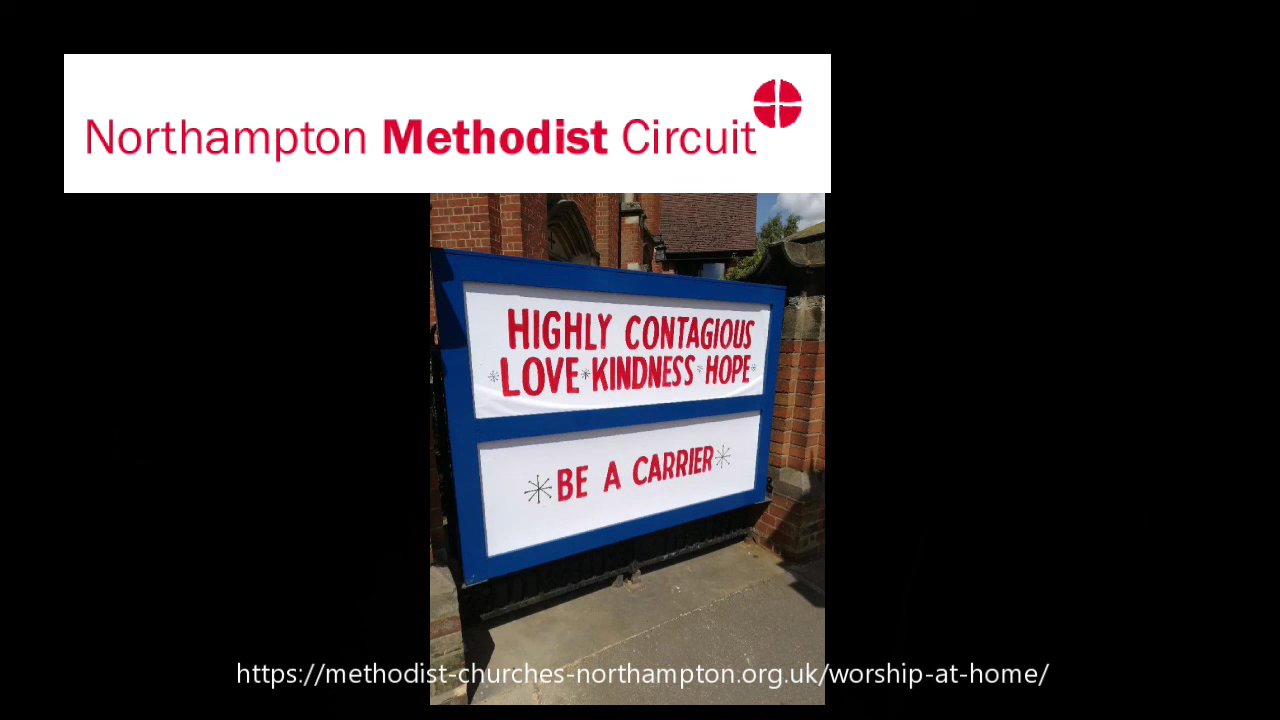 Northampton Methodist Circuit
HIGHLY CONTAGIOUS
LOVE * KINDNESS * HOPE
* BE A CARRIER *
https://methodist-churches-northampton.org.uk/worship-at-home/